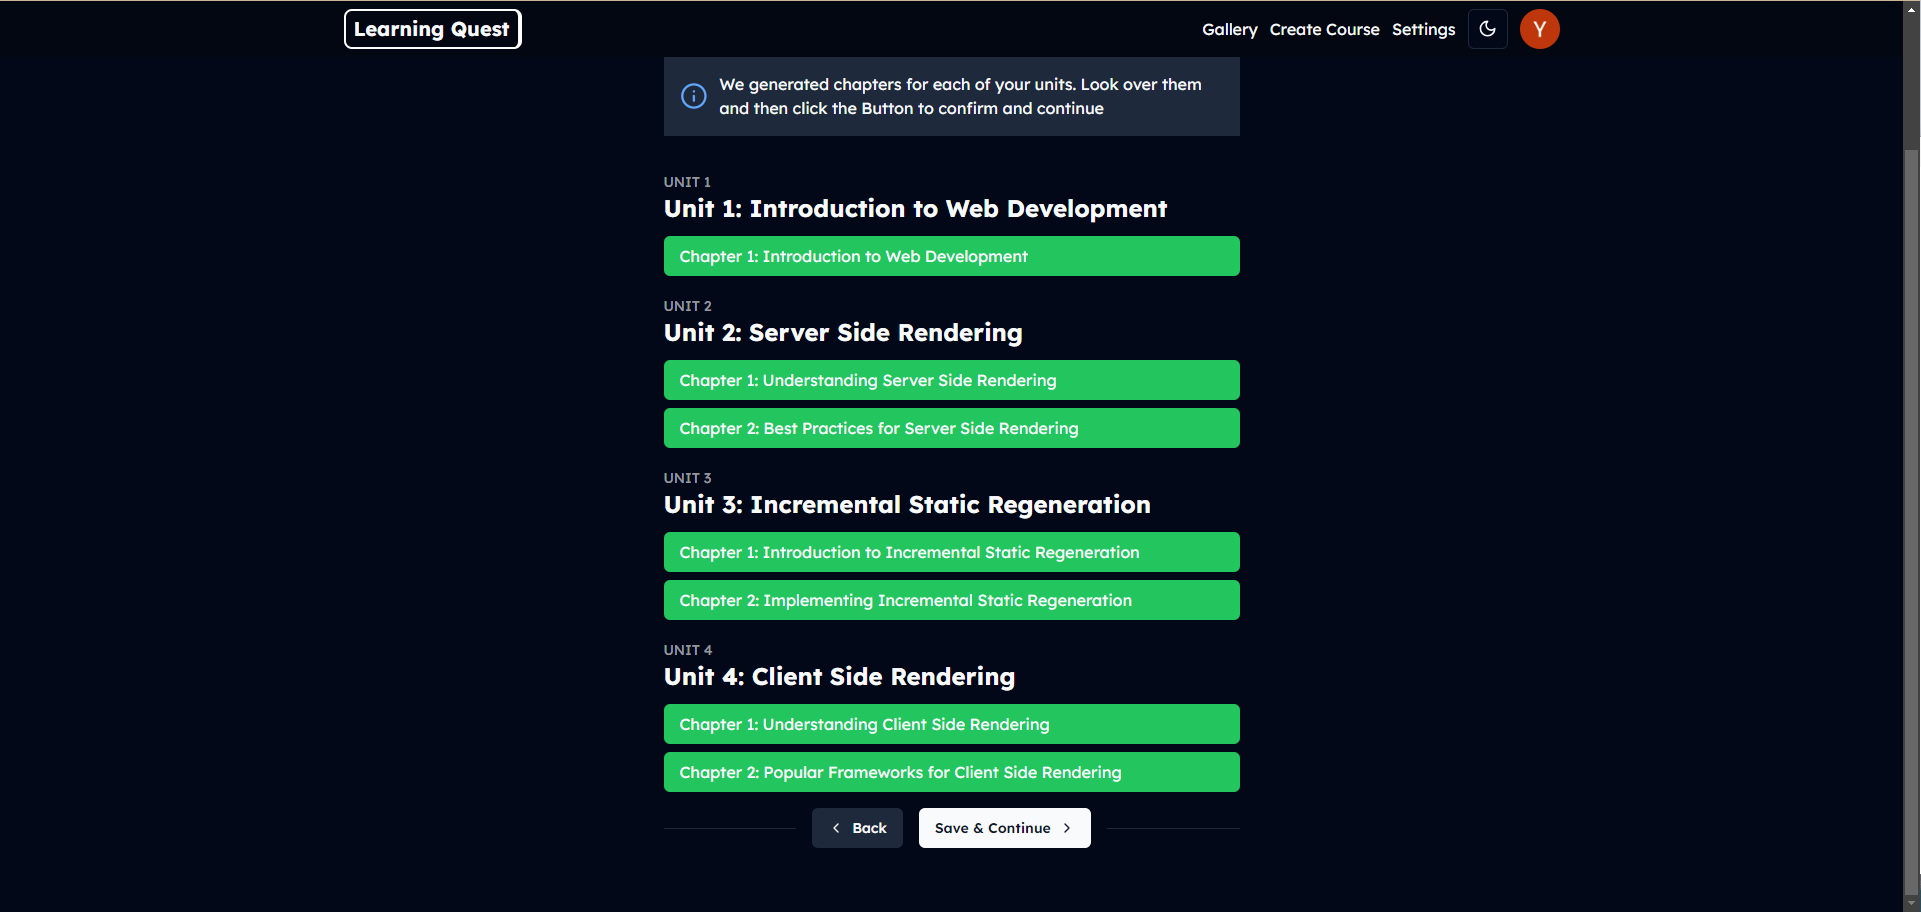 Learning Quest
Gallery Create Course Settings Y
We generated chapters for each of your units. Look over them
and then click the Button to confirm and continue
UNIT 1
Unit 1: Introduction to Web Development
Chapter 1: Introduction to Web Development
UNIT 2
Unit 2: Server Side Rendering
Chapter 1: Understanding Server Side Rendering
Chapter 2: Best Practices for Server Side Rendering
UNIT 3
Unit 3: Incremental Static Regeneration
Chapter 1: Introduction to Incremental Static Regeneration
Chapter 2: Implementing Incremental Static Regeneration
UNIT 4
Unit 4: Client Side Rendering
Chapter 1: Understanding Client Side Rendering
Chapter 2: Popular Frameworks for Client Side Rendering
Back
Save & Continue